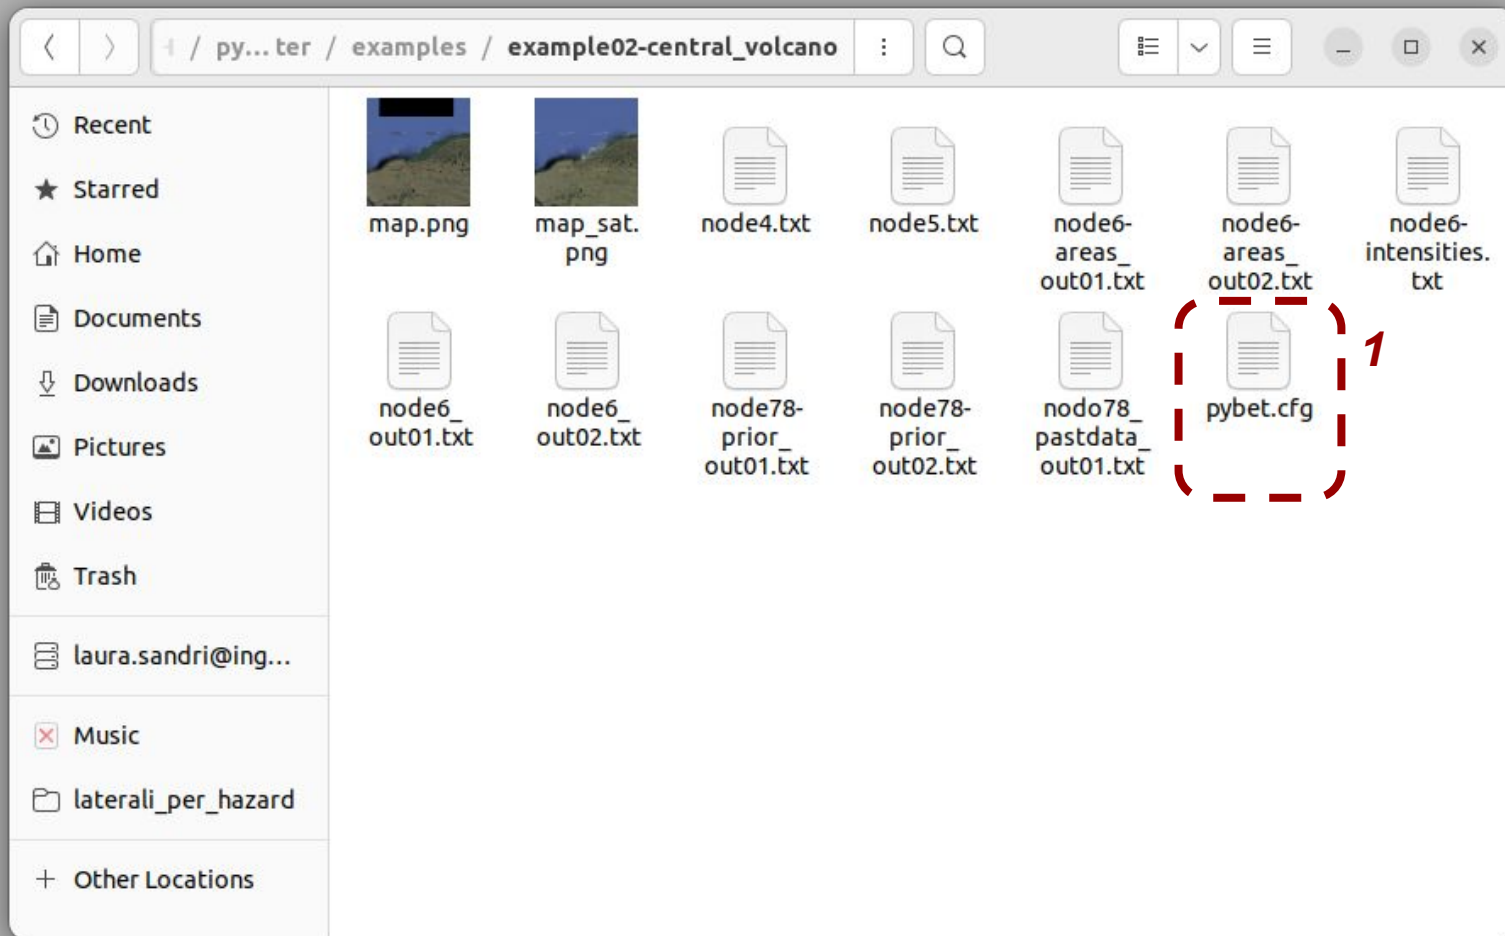 / py... ter / examples / example02-central_volcano
Recent
Starred
Home
Documents
Downloads
Pictures
Videos
Trash
laura.sandri@ing...
Music
laterali_per_hazard
Other Locations
map.png
map_sat.
png
node4.txt
node5.txt
node6-
areas_
out01.txt
node6-
areas_
out02.txt
node6-
intensities.
txt
node6_
out01.txt
node6_
out02.txt
node78-
prior_
out01.txt
node78-
prior_
out02.txt
nodo78_
pastdata_
out01.txt
pybet.cfg
1